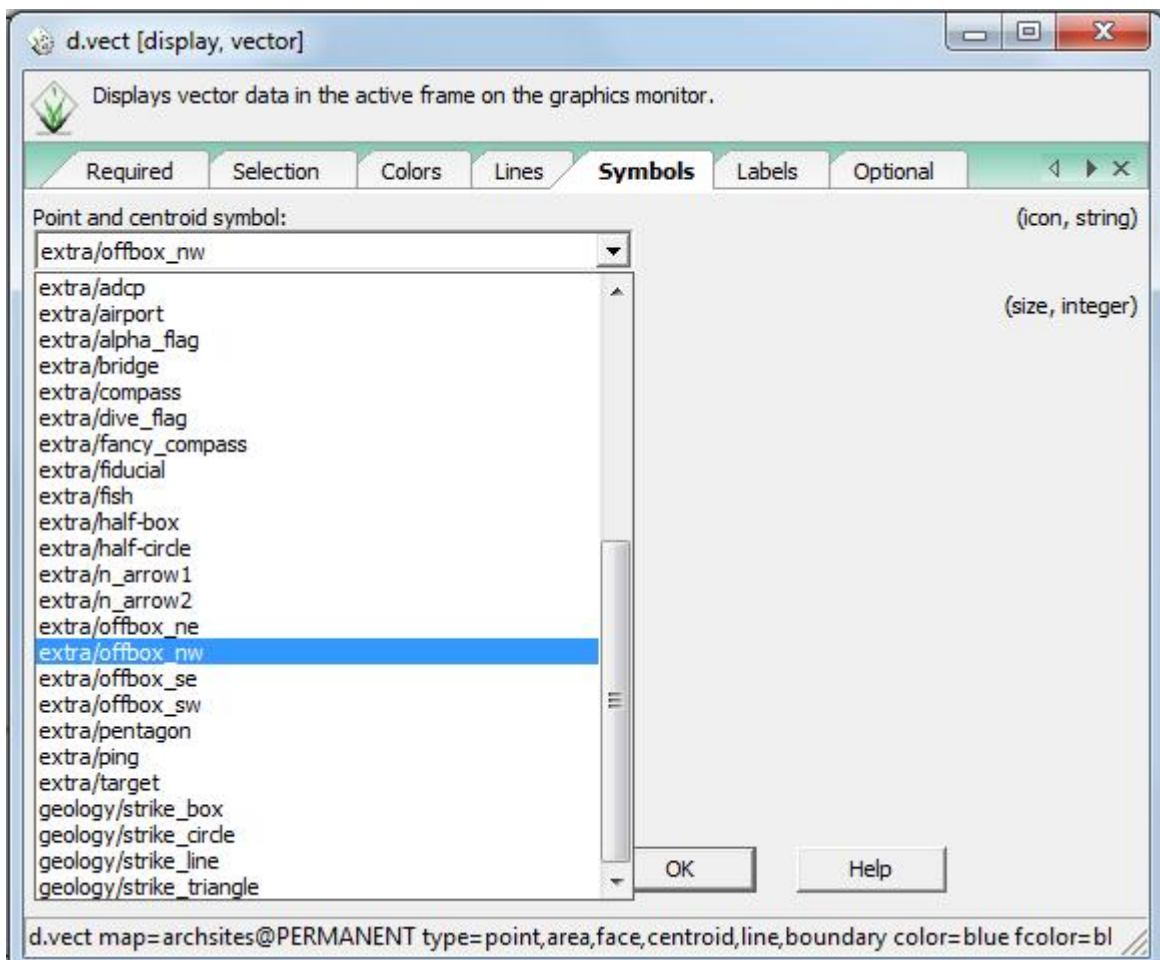 d.vect [display, vector]
Displays vector data in the active frame on the graphics monitor.
Required Selection Colors Lines Symbols Labels Optional
Point and centroid symbol: (icon, string)
extra/offbox_nw
(size, integer)
extra/adcp
extra/airport
extra/alpha_flag
extra/bridge
extra/compass
extra/dive_flag
extra/fancy_compass
extra/fiducial
extra/fish
extra/half-box
extra/half-circle
extra/n_arrow1
extra/n_arrow2
extra/offbox_ne
extra/offbox_nw
extra/offbox_se
extra/offbox_sw
extra/pentagon
extra/ping
extra/target
geology/strike_box
geology/strike_circle
geology/strike_line
geology/strike_triangle
OK Help
d.vect map=archsites@PERMANENT type=point,area,face,centroid,line,boundary color=blue fcolor=bl